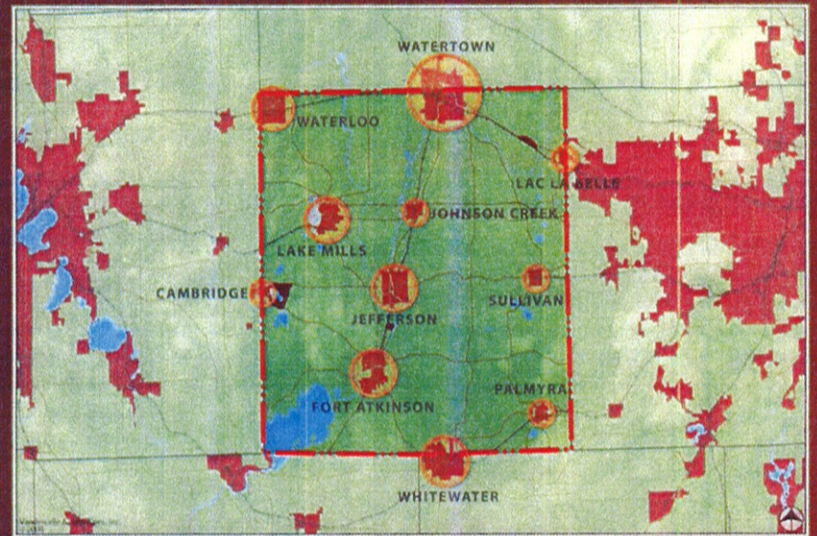 WATERTOWN
WATERLOO
LAC LA BELLE
JOHNSON CREEK
LAKE MILLS
CAMBRIDGE
SULLIVAN
JEFFERSON
PALMYRA
FORT ATKINSON
WHITEWATER